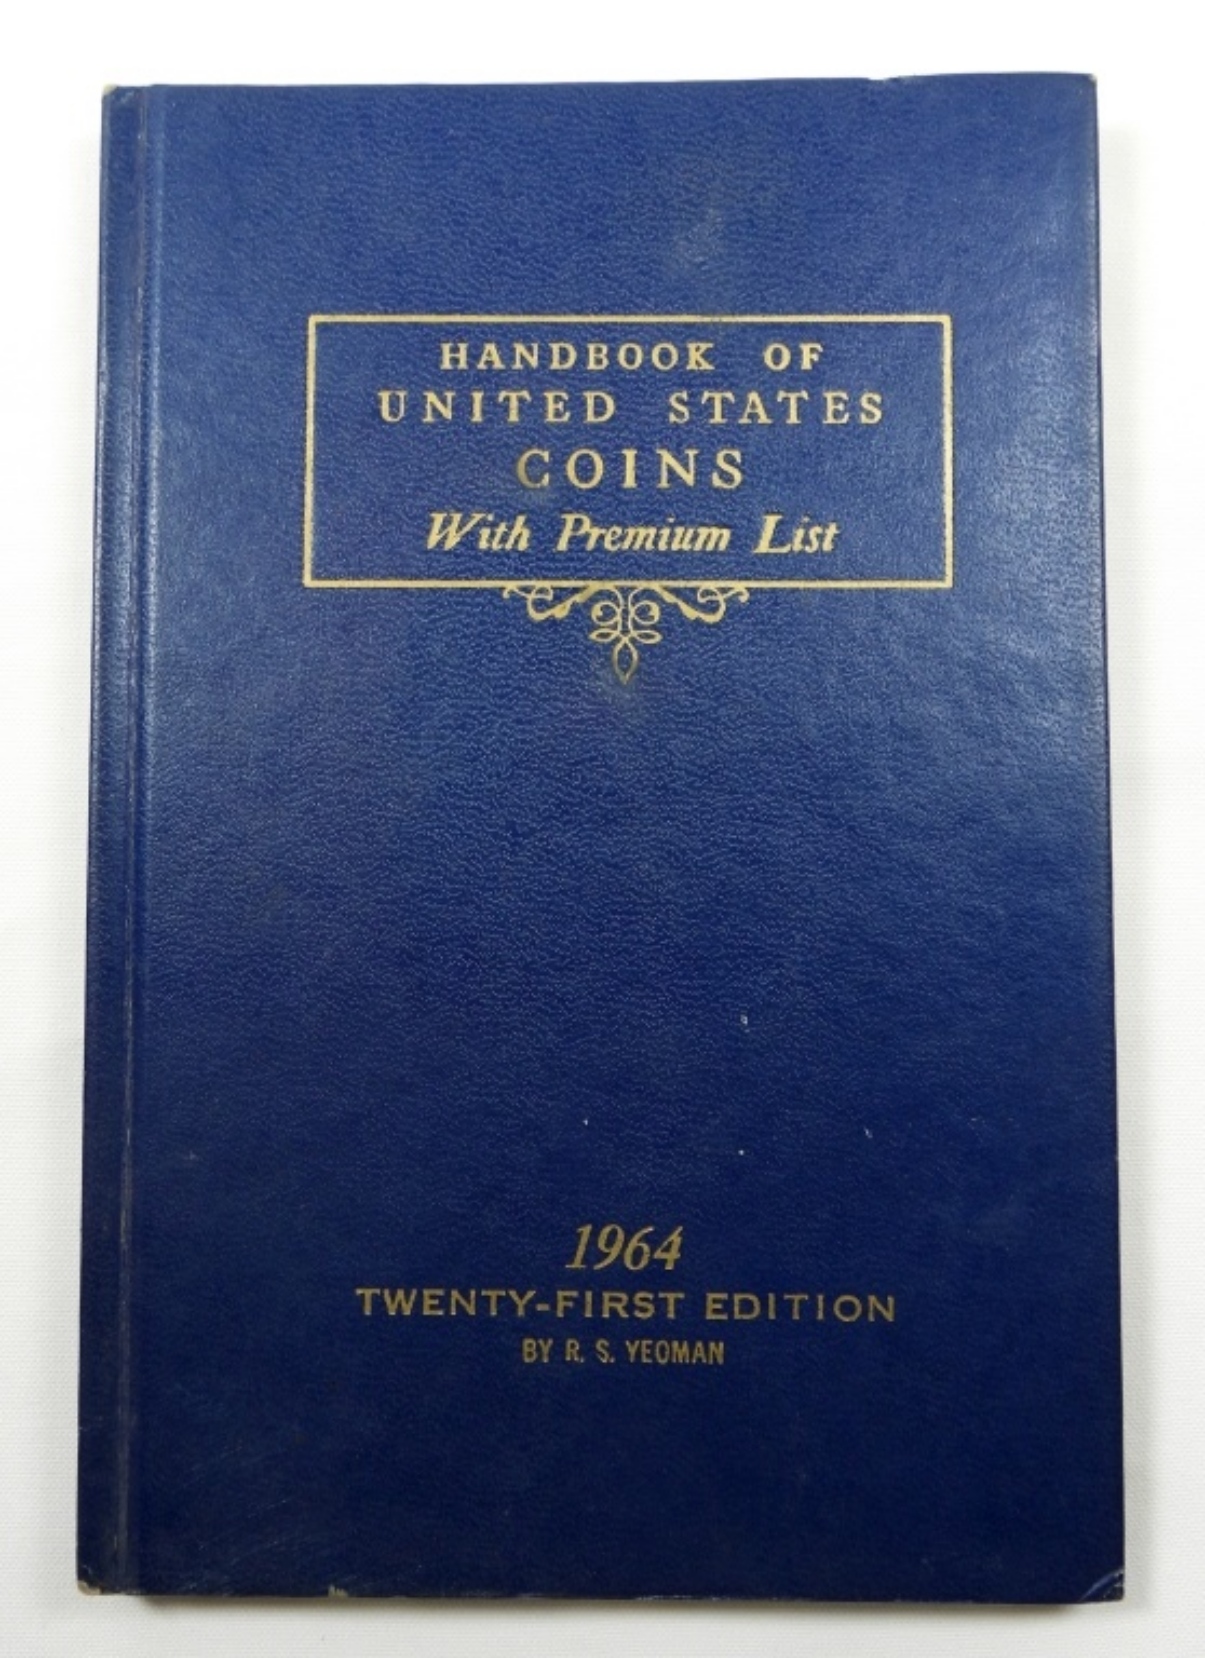 HANDBOOK OF
UNITED STATES
COINS
With Premium List
1964
TWENTY-FIRST EDITION
BY R. S. YEOMAN